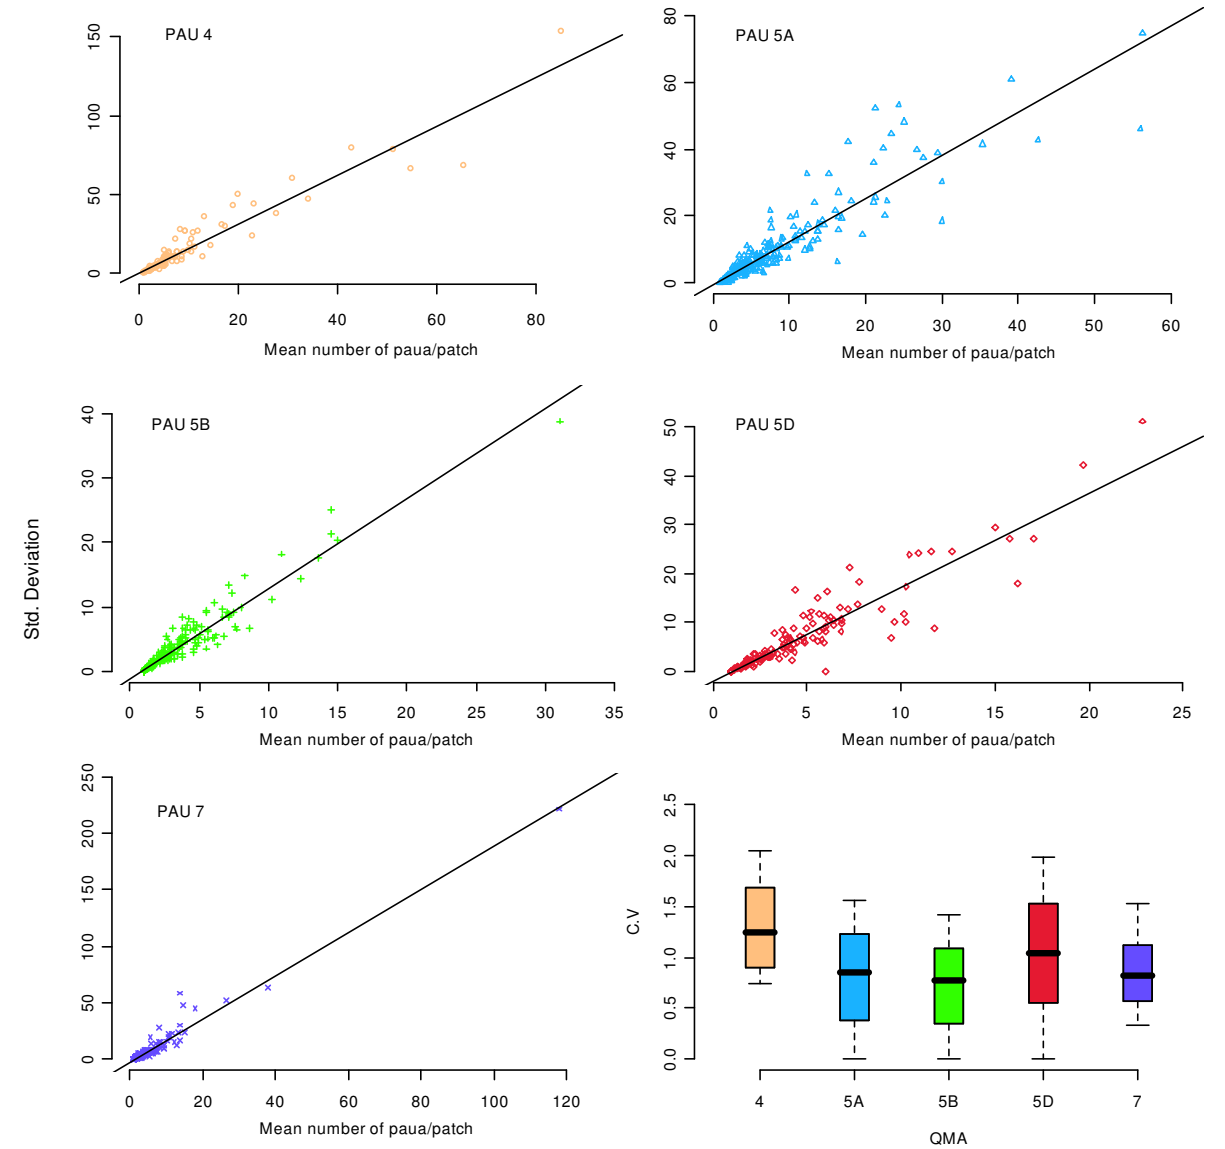 PAU 4
150
100
50
0
0 20 40 60 80
Mean number of paua/patch
PAU 5A
80
60
40
20
0
0 10 20 30 40 50 60
Mean number of paua/patch
Std. Deviation
PAU 5B
40
30
20
10
0
0 5 10 15 20 25 30 35
Mean number of paua/patch
PAU 5D
50
40
30
20
10
0
0 5 10 15 20 25
Mean number of paua/patch
PAU 7
250
200
150
100
50
0
0 20 40 60 80 100 120
Mean number of paua/patch
C.V
2.5
2.0
1.5
1.0
0.5
0.0
4 5A 5B 5D 7
QMA